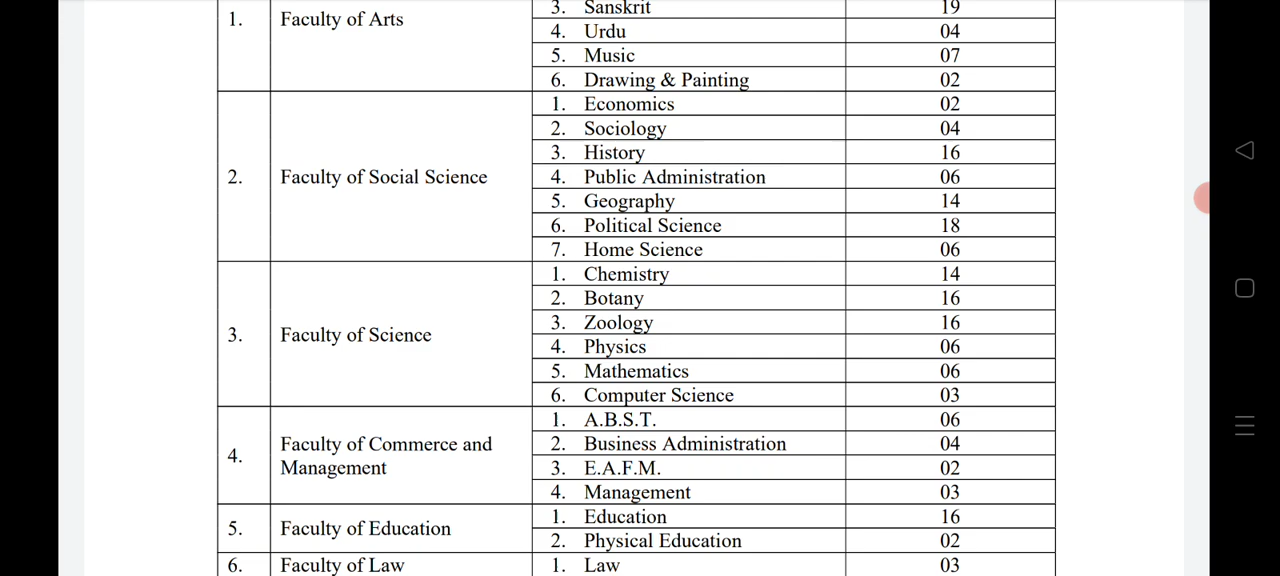 3. Sanskrit 19
1. Faculty of Arts
4. Urdu 04
5. Music 07
6. Drawing & Painting 02
1. Economics 02
2. Sociology 04
3. History 16
2. Faculty of Social Science 4. Public Administration 06
5. Geography 14
6. Political Science 18
7. Home Science 06
1. Chemistry 14
2. Botany 16
3. Zoology 16
3. Faculty of Science
4. Physics 06
5. Mathematics 06
6. Computer Science 03
1. A.B.S.T. 06
4. Faculty of Commerce and
Management
2. Business Administration 04
3. E.A.F.M. 02
4. Management 03
5. Faculty of Education
1. Education 16
2. Physical Education 02
6. Faculty of Law 1. Law 03